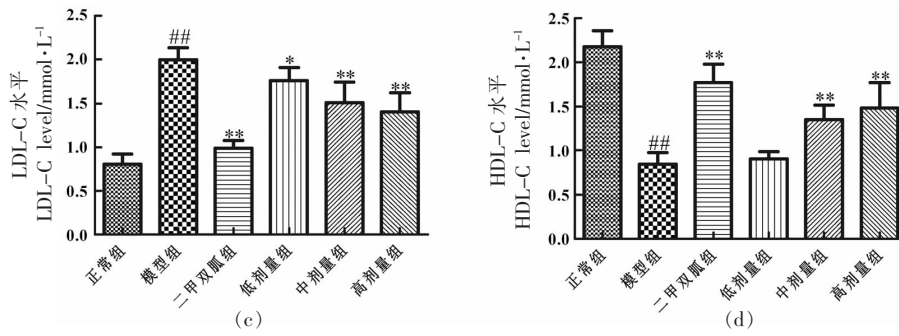 LDL-C 水平
LDL-C level/mmol·L⁻¹
2.5
2.0
1.5
1.0
0.5
0.0
##
**
*
**
**
正常组
模型组
二甲双胍组
低剂量组
中剂量组
高剂量组
(c)
HDL-C 水平
HDL-C level/mmol·L⁻¹
2.5
2.0
1.5
1.0
0.5
0.0
##
**
**
**
正常组
模型组
二甲双胍组
低剂量组
中剂量组
高剂量组
(d)